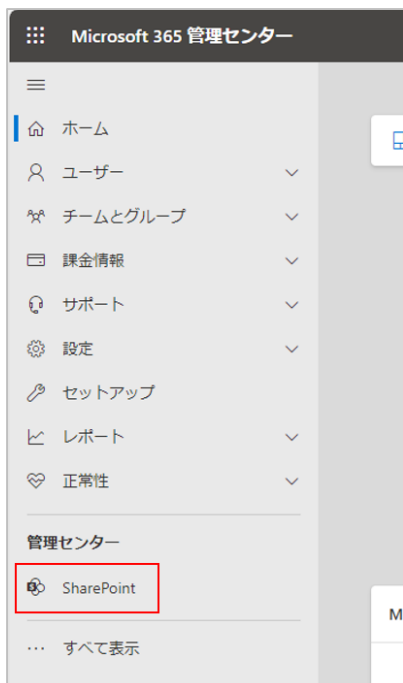 Microsoft 365 管理センター
ホーム
ユーザー
チームとグループ
課金情報
サポート
設定
セットアップ
レポート
正常性
管理センター
SharePoint
M
… すべて表示